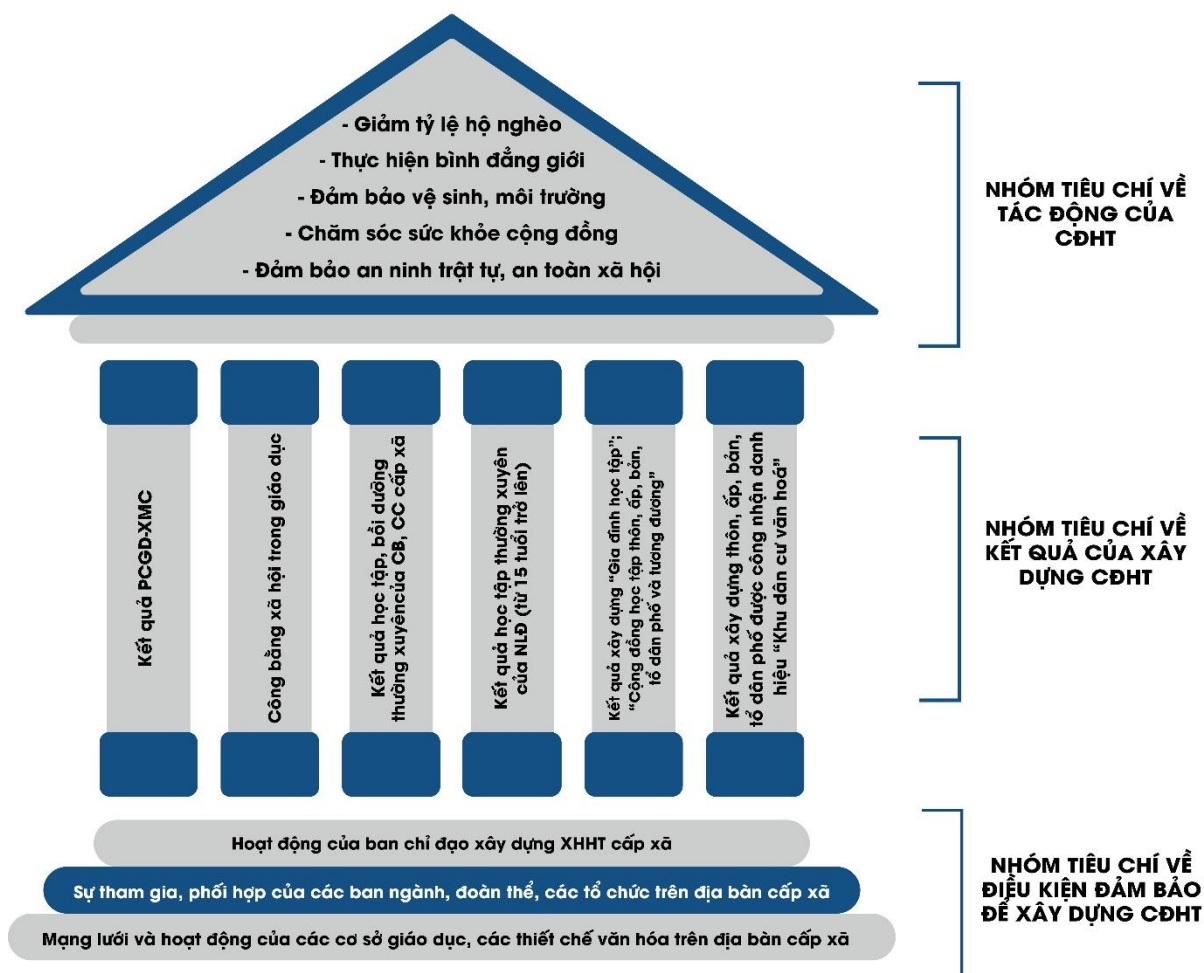 - Giảm tỷ lệ hộ nghèo
- Thực hiện bình đẳng giới
- Đảm bảo vệ sinh, môi trường
- Chăm sóc sức khỏe cộng đồng
- Đảm bảo an ninh trật tự, an toàn xã hội
NHÓM TIÊU CHÍ VỀ
TÁC ĐỘNG CỦA
CĐHT
Kết quả PCGD-XMC
Công bằng xã hội trong giáo dục
Kết quả học tập, bồi dưỡng
thường xuyêncủa CB, CC cấp xã
Kết quả học tập thường xuyên
của NLĐ (từ 15 tuổi trở lên)
Kết quả xây dựng “Gia đình học tập”;
“Cộng đồng học tập thôn, ấp, bản,
tổ dân phố và tương đương”
Kết quả xây dựng thôn, ấp, bản,
tổ dân phố được công nhận danh
hiệu “Khu dân cư văn hoá”
NHÓM TIÊU CHÍ VỀ
KẾT QUẢ CỦA XÂY
DỰNG CĐHT
Hoạt động của ban chỉ đạo xây dựng XHHT cấp xã
Sự tham gia, phối hợp của các ban ngành, đoàn thể, các tổ chức trên địa bàn cấp xã
Mạng lưới và hoạt động của các cơ sở giáo dục, các thiết chế văn hóa trên địa bàn cấp xã
NHÓM TIÊU CHÍ VỀ
ĐIỀU KIỆN ĐẢM BẢO
ĐỂ XÂY DỰNG CĐHT